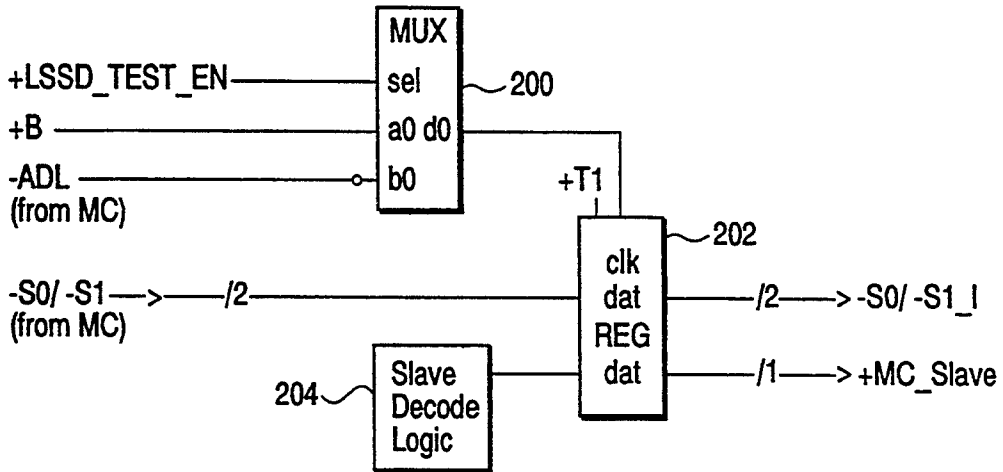 MUX
+LSSD_TEST_EN
sel
200
+B
a0 d0
-ADL
b0
(from MC)
+T1
202
clk
-S0/ -S1
/2
dat
/2
-S0/ -S1_I
(from MC)
REG
204
Slave
dat
/1
+MC_Slave
Decode
Logic